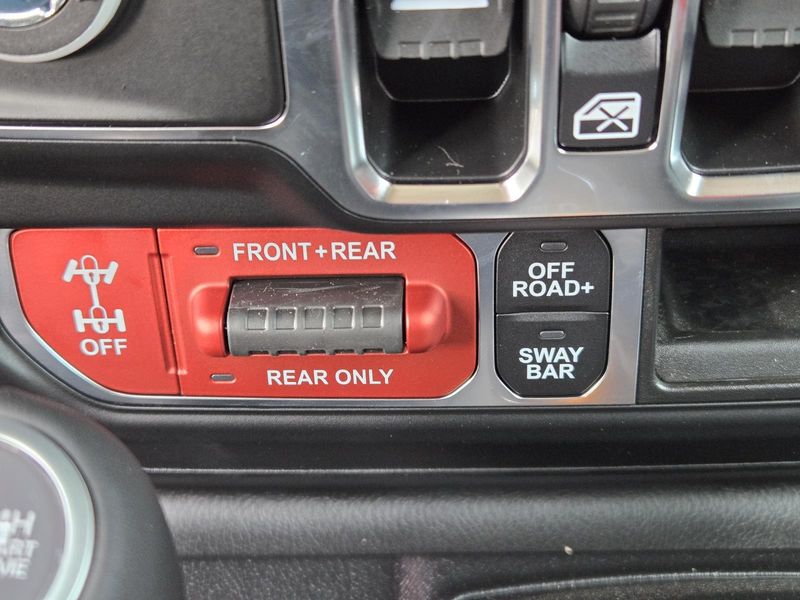 FRONT+REAR
OFF
REAR ONLY
OFF
ROAD+
SWAY
BAR